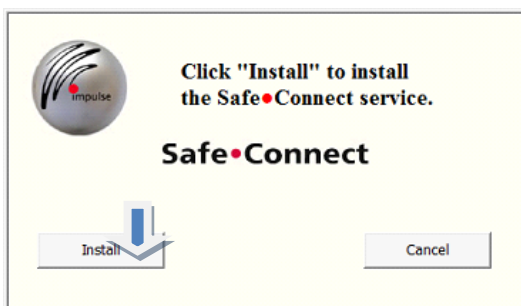 impulse
Click "Install" to install
the Safe•Connect service.
Safe•Connect
Install
Cancel